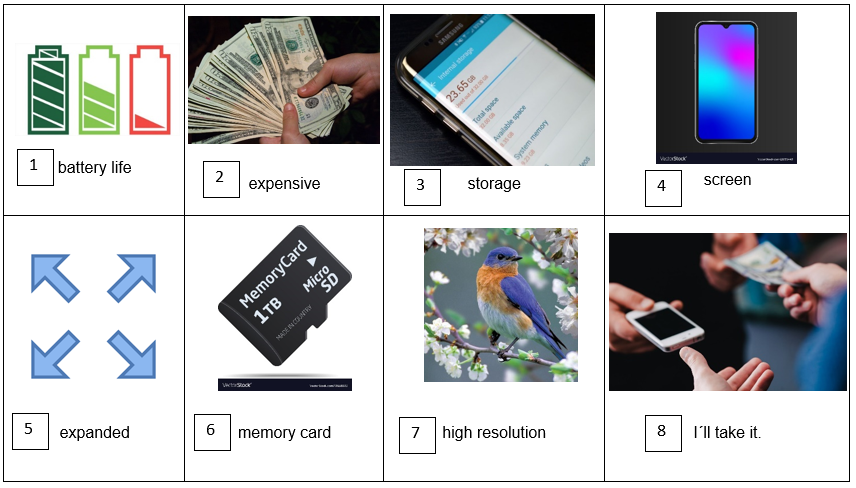 SAMSUNG
Internal storage
23.65 GB
Total space
Available space
System memory
VectorStock®
1
battery life
2
expensive
3
storage
4
screen
MemoryCard
Micro
SD
1TB
MADE IN COUNTRY
VectorStock®
5
expanded
6
memory card
7
high resolution
8
I´ll take it.